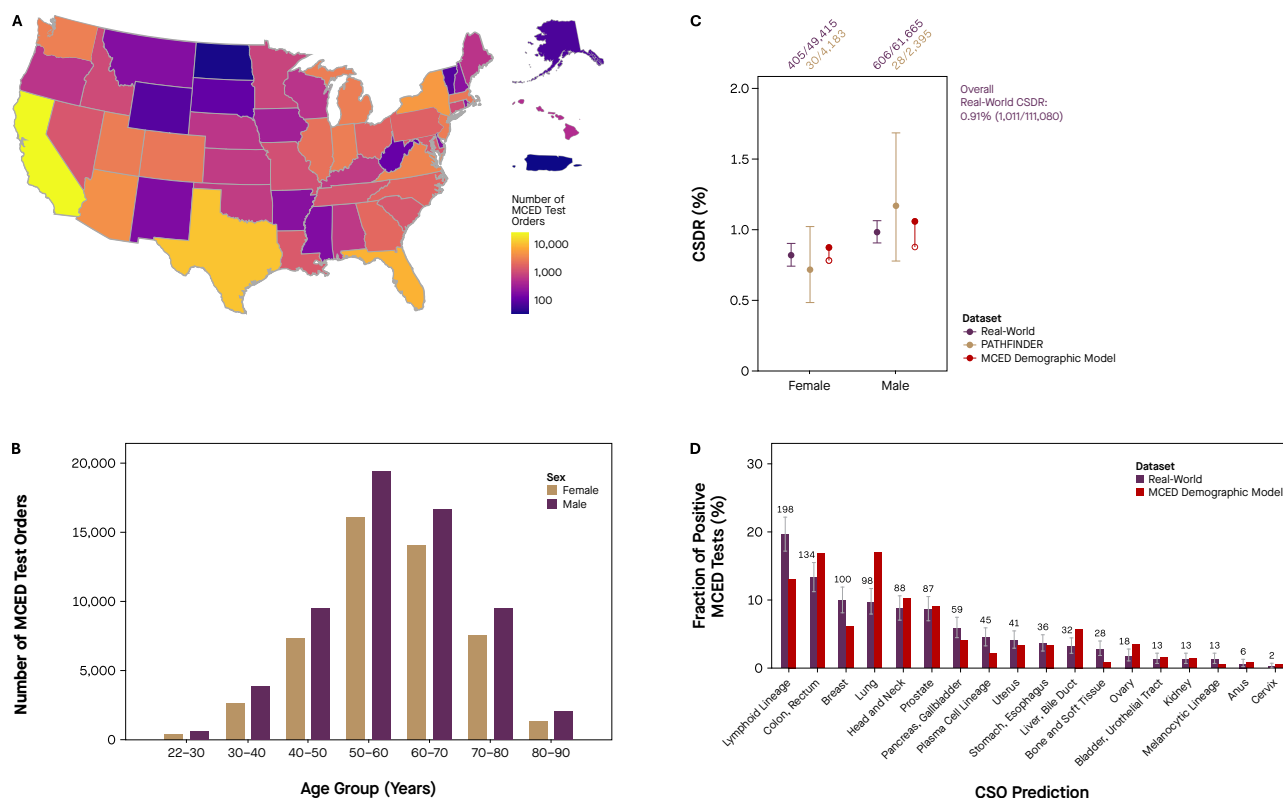 A
Number of
MCED Test
Orders
10,000
1,000
100
B
Number of MCED Test Orders
20,000
15,000
10,000
5,000
0
Sex
Female
Male
22–30
30–40
40–50
50–60
60–70
70–80
80–90
Age Group (Years)
C
405/49,415
30/4,183
606/61,665
28/2,395
CSDR (%)
2.0
1.5
1.0
0.5
0
Female
Male
Overall
Real-World CSDR:
0.91% (1,011/111,080)
Dataset
Real-World
PATHFINDER
MCED Demographic Model
D
Fraction of Positive
MCED Tests (%)
30
20
10
0
Dataset
Real-World
MCED Demographic Model
198
134
100
98
88
87
59
45
41
36
32
28
18
13
13
13
6
2
Lymphoid Lineage
Colon, Rectum
Breast
Lung
Head and Neck
Prostate
Pancreas, Gallbladder
Plasma Cell Lineage
Uterus
Stomach, Esophagus
Liver, Bile Duct
Bone and Soft Tissue
Ovary
Bladder, Urothelial Tract
Kidney
Melanocytic Lineage
Anus
Cervix
CSO Prediction